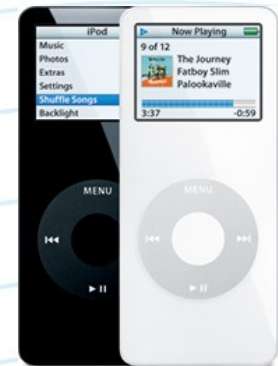 iPod
Music
Photos
Extras
Settings
Shuffle Songs
Backlight
MENU
Now Playing
9 of 12
The Journey
Fatboy Slim
Palookaville
3:37 -0:59
MENU